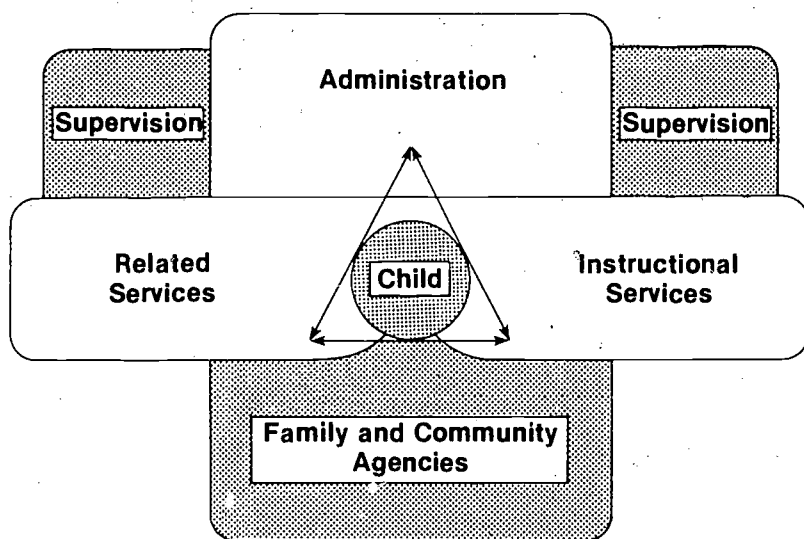 Administration
Supervision
Supervision
Related
Services
Child
Instructional
Services
Family and Community
Agencies